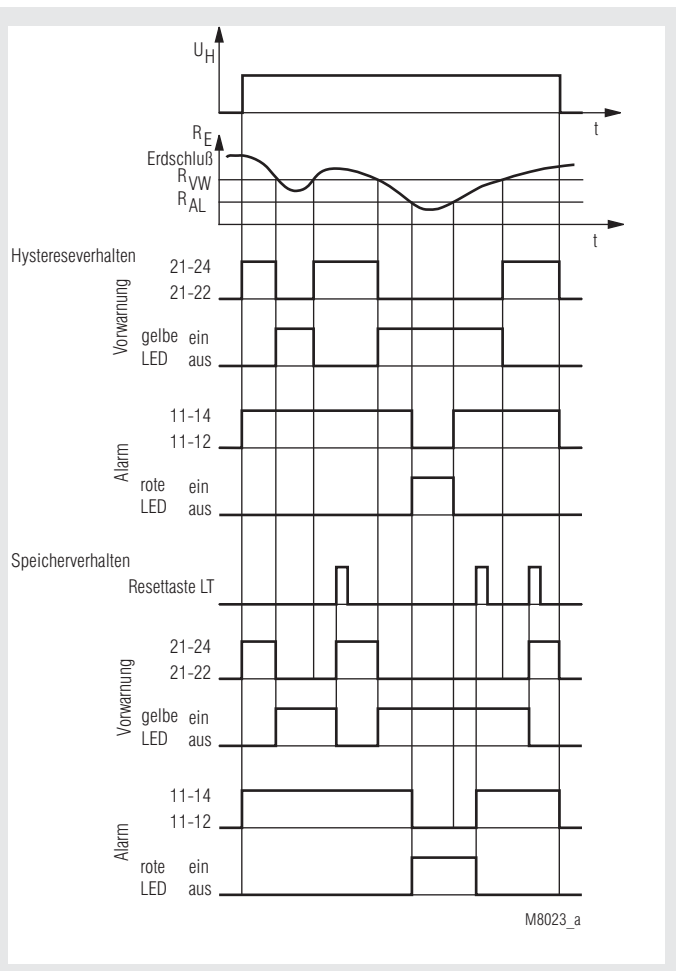 U_H
t
R_E
Erdschluß
R_VW
R_AL
t
Hystereseverhalten
Vorwarnung
21-24
21-22
gelbe ein
LED aus
Alarm
11-14
11-12
rote ein
LED aus
Speicherverhalten
Resettaste LT
Vorwarnung
21-24
21-22
gelbe ein
LED aus
Alarm
11-14
11-12
rote ein
LED aus
M8023_a